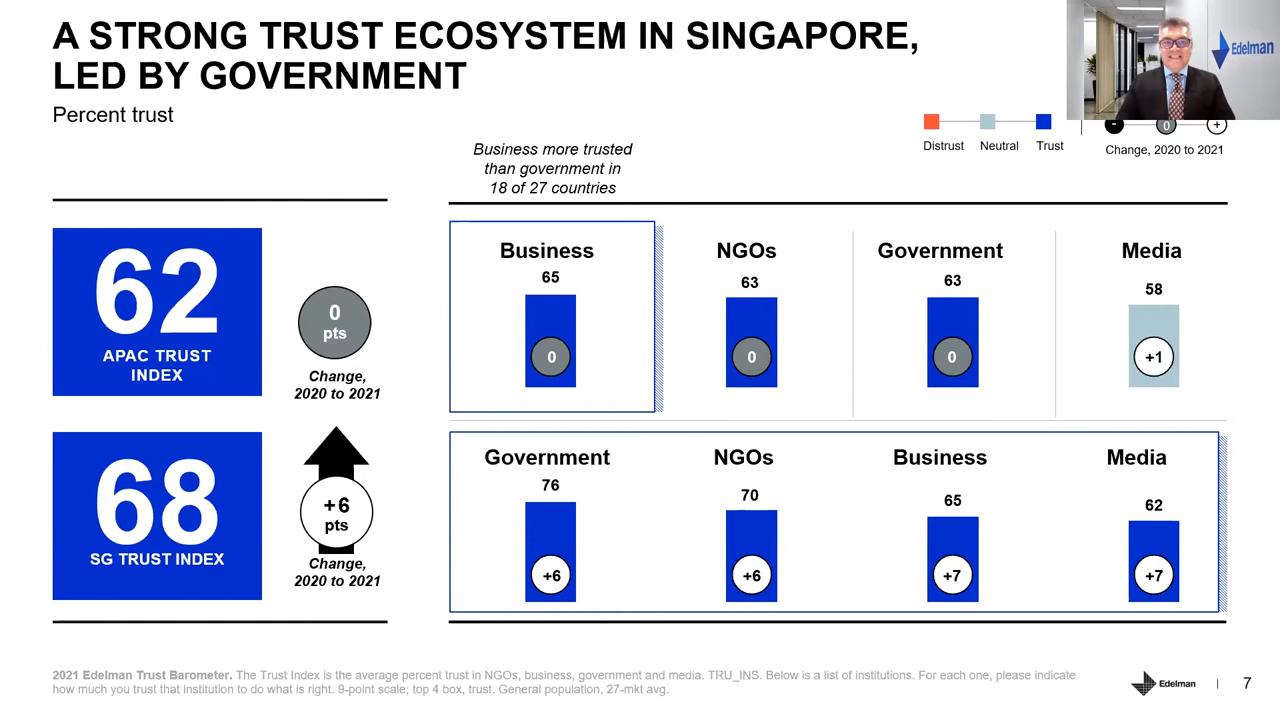 A STRONG TRUST ECOSYSTEM IN SINGAPORE,
LED BY GOVERNMENT
Percent trust
Edelman
Distrust Neutral Trust
- 0 +
Change, 2020 to 2021
Business more trusted
than government in
18 of 27 countries
62
APAC TRUST
INDEX
0
pts
Change,
2020 to 2021
Business NGOs Government Media
65 63 63 58
0 0 0 +1
68
SG TRUST INDEX
+6
pts
Change,
2020 to 2021
Government NGOs Business Media
76 70 65 62
+6 +6 +7 +7
2021 Edelman Trust Barometer. The Trust Index is the average percent trust in NGOs, business, government and media. TRU_INS. Below is a list of institutions. For each one, please indicate
how much you trust that institution to do what is right. 9-point scale; top 4 box, trust. General population, 27-mkt avg.
Edelman | 7